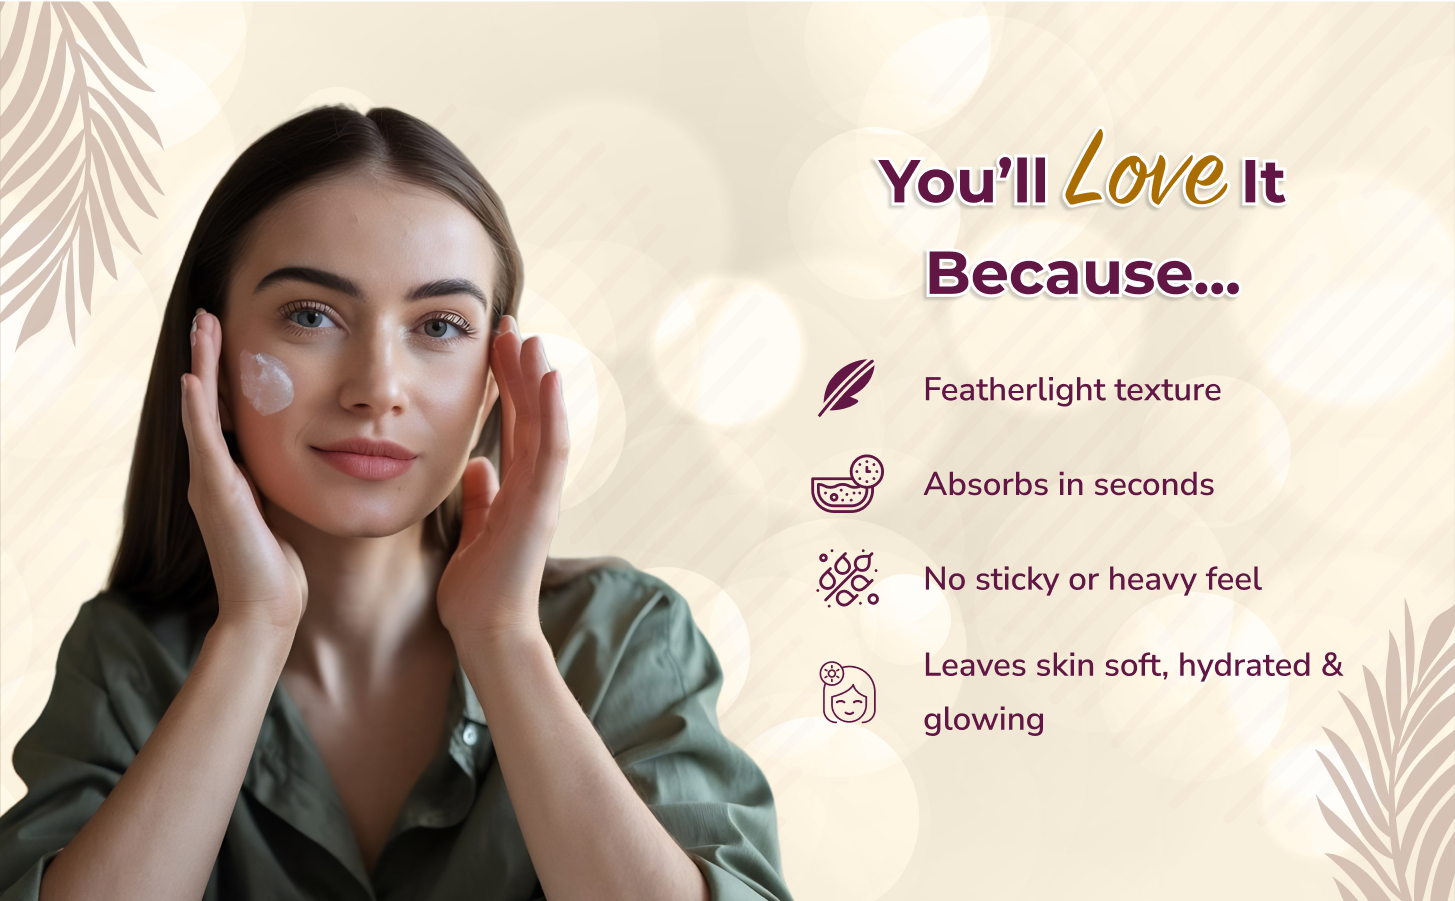 You’ll Love It
Because...
Featherlight texture
Absorbs in seconds
No sticky or heavy feel
Leaves skin soft, hydrated &
glowing